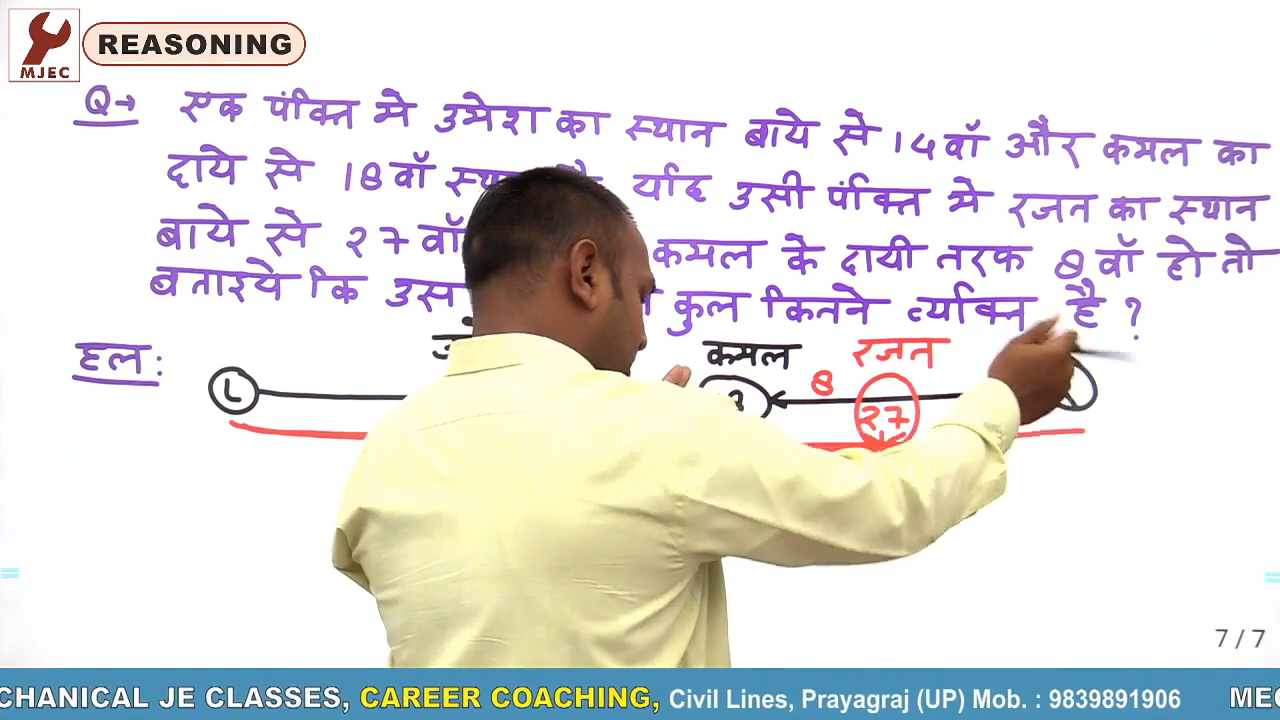 MJEC
REASONING
Q→ एक पंक्ति मे उमेश का स्थान बाये से 14वॉ और कमल का
दाये से 18वॉ यदि उसी पंक्ति मे रजन का स्थान
बाये से 27वॉ कमल के दायी तरफ 8वॉ हो तो
बताइये कि उस कुल कितने व्यक्ति है ?
हल:
कमल रजन
L 8
27
7/7
CHANICAL JE CLASSES, CAREER COACHING, Civil Lines, Prayagraj (UP) Mob. : 9839891906 MEC